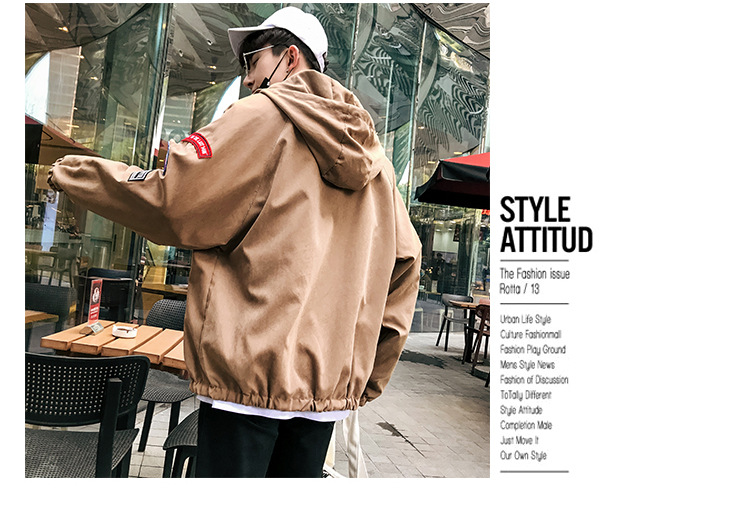 STYLE
ATTITUD
The Fashion issue
Rotta / 13
Urban Life Style
Culture Fashionmall
Fashion Play Ground
Mens Style News
Fashion of Discussion
ToTaly Different
Style Attitude
Completion Male
Just Move It
Our Own Style